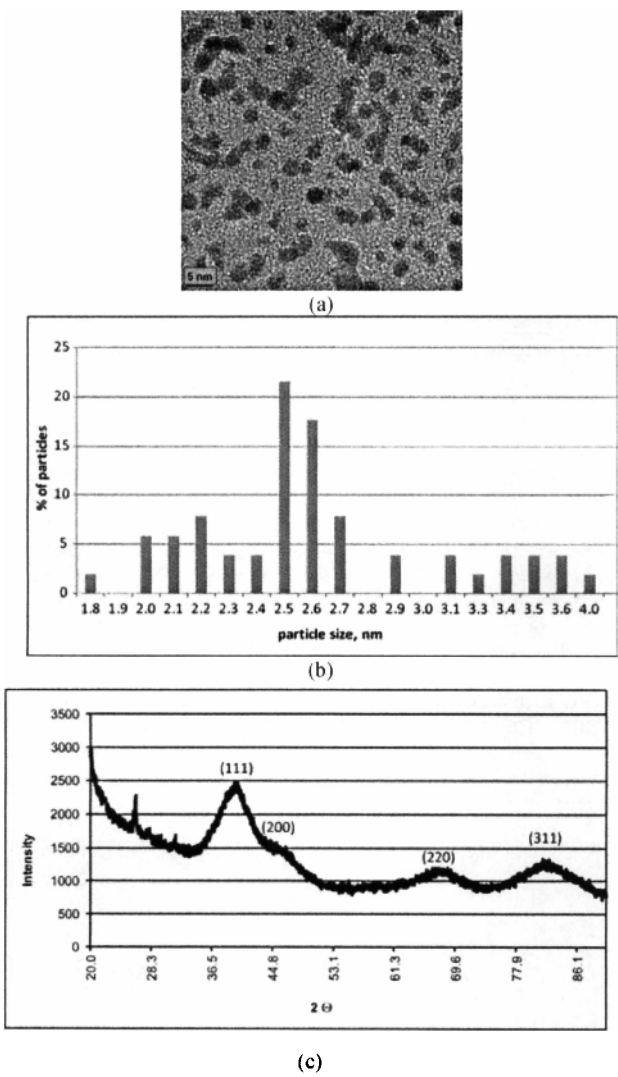 5 nm
(a)
25
20
15
10
5
0
% of particles
1.8 1.9 2.0 2.1 2.2 2.3 2.4 2.5 2.6 2.7 2.8 2.9 3.0 3.1 3.3 3.4 3.5 3.6 4.0
particle size, nm
(b)
3500
3000
2500
2000
1500
1000
500
0
Intensity
(111)
(200)
(220)
(311)
20.0 28.3 36.5 44.8 53.1 61.3 69.6 77.9 86.1
2 Θ
(c)